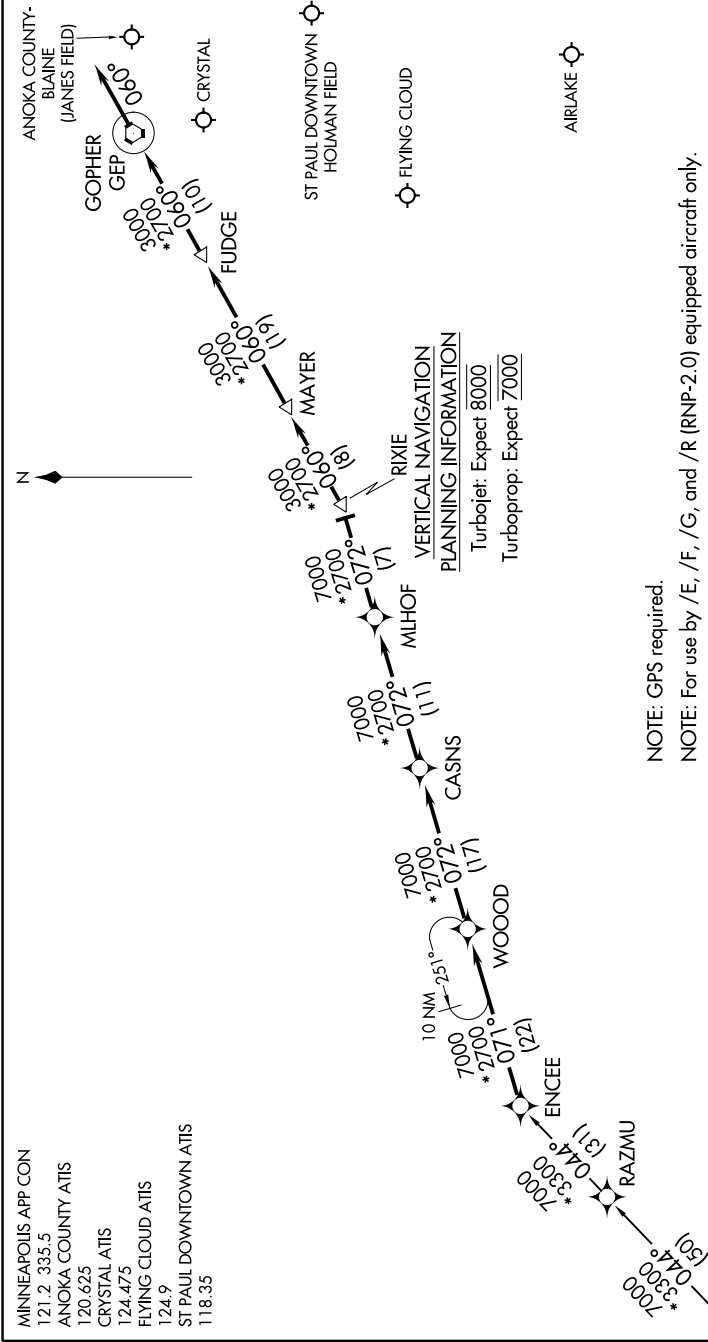 MINNEAPOLIS APP CON
121.2 335.5
ANOKA COUNTY ATIS
120.625
CRYSTAL ATIS
124.475
FLYING CLOUD ATIS
124.9
ST PAUL DOWNTOWN ATIS
118.35
N
ANOKA COUNTY-
BLAINE
(JANES FIELD)
060°
GOPHER
GEP
CRYSTAL
3000
*2700
060°
(10)
FUDGE
ST PAUL DOWNTOWN
HOLMAN FIELD
FLYING CLOUD
AIRLAKE
3000
*2700
060°
(19)
MAYER
3000
*2700
060°
(8)
RIXIE
VERTICAL NAVIGATION
PLANNING INFORMATION
Turbojet: Expect 8000
Turboprop: Expect 7000
7000
*2700
072°
(7)
MLHOF
7000
*2700
072°
(11)
CASNS
7000
*2700
072°
(17)
WOOOD
10 NM
251°
7000
*2700
071°
(22)
ENCEE
7000
*3300
044°
(31)
RAZMU
7000
*3300
044°
(50)
NOTE: GPS required.
NOTE: For use by /E, /F, /G, and /R (RNP-2.0) equipped aircraft only.